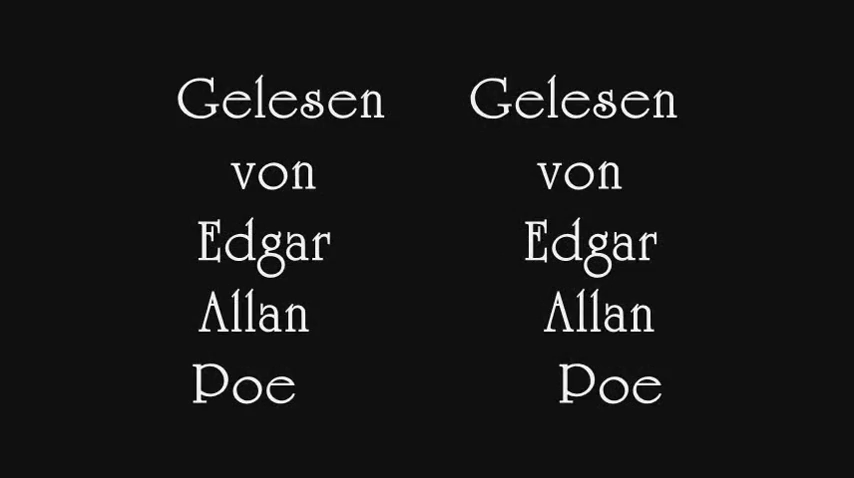 Gelesen Gelesen
von von
Edgar Edgar
Allan Allan
Poe Poe